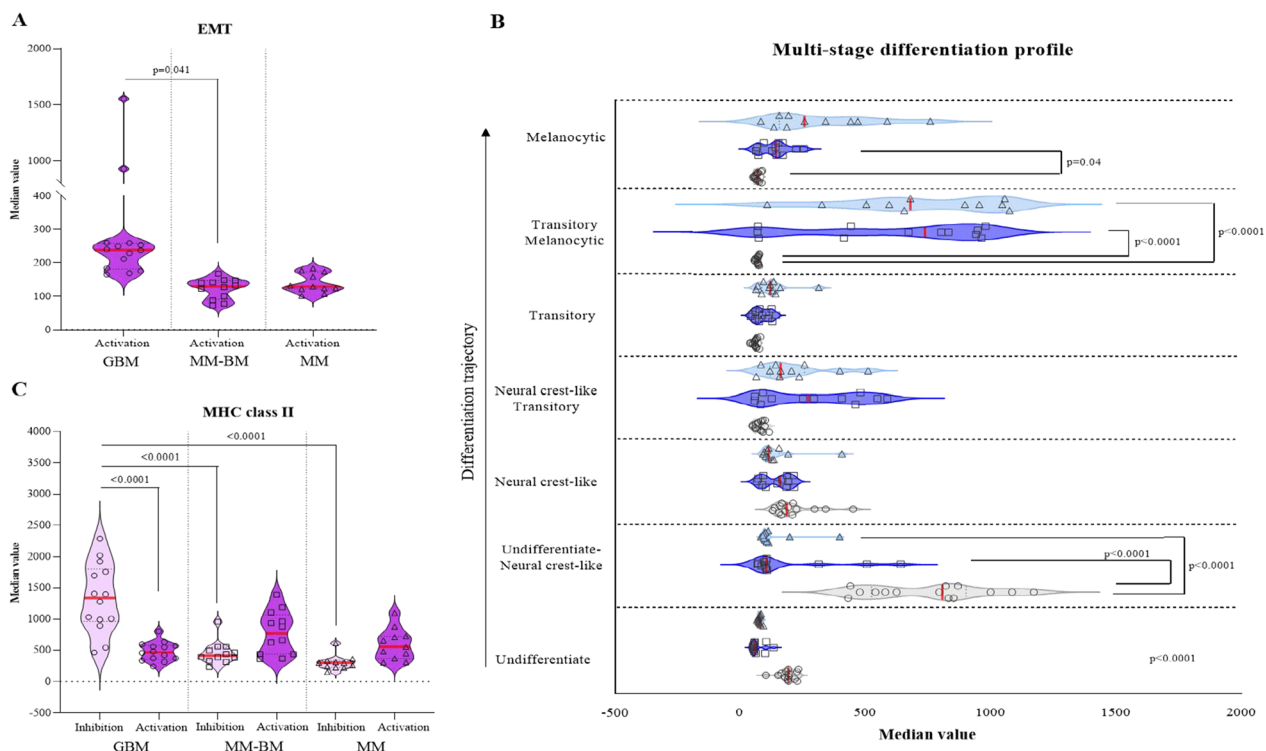 A
EMT
2000
1500
1000
400
300
200
100
0
Median value
p=0.041
Activation
Activation
Activation
GBM
MM-BM
MM
B
Multi-stage differentiation profile
Differentiation trajectory
Melanocytic
p=0.04
Transitory
Melanocytic
p<0.0001
p<0.0001
Transitory
Neural crest-like
Transitory
Neural crest-like
Undifferentiate-
Neural crest-like
p<0.0001
p<0.0001
Undifferentiate
p<0.0001
-500
0
500
1000
1500
2000
Median value
C
MHC class II
4000
3500
3000
2500
2000
1500
1000
500
0
-500
Median value
<0.0001
<0.0001
<0.0001
Inhibition
Activation
Inhibition
Activation
Inhibition
Activation
GBM
MM-BM
MM